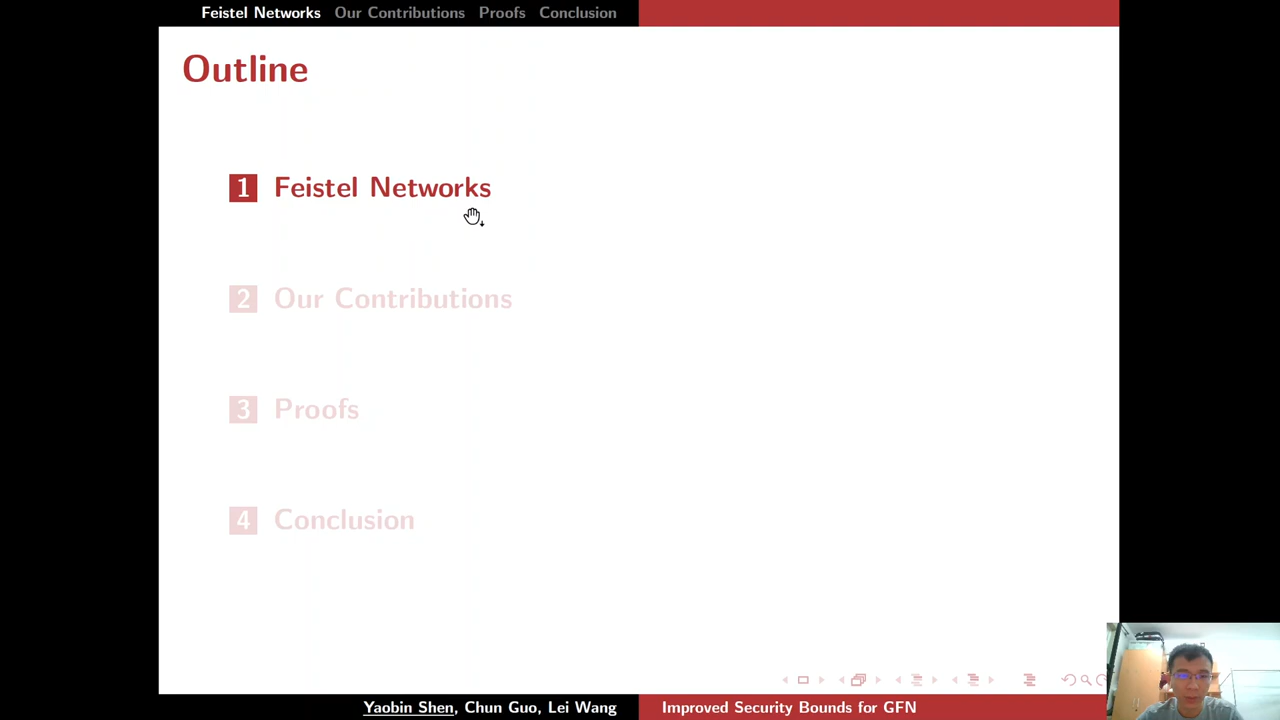 Feistel Networks Our Contributions Proofs Conclusion
Outline
1 Feistel Networks
2 Our Contributions
3 Proofs
4 Conclusion
Yaobin Shen, Chun Guo, Lei Wang
Improved Security Bounds for GFN